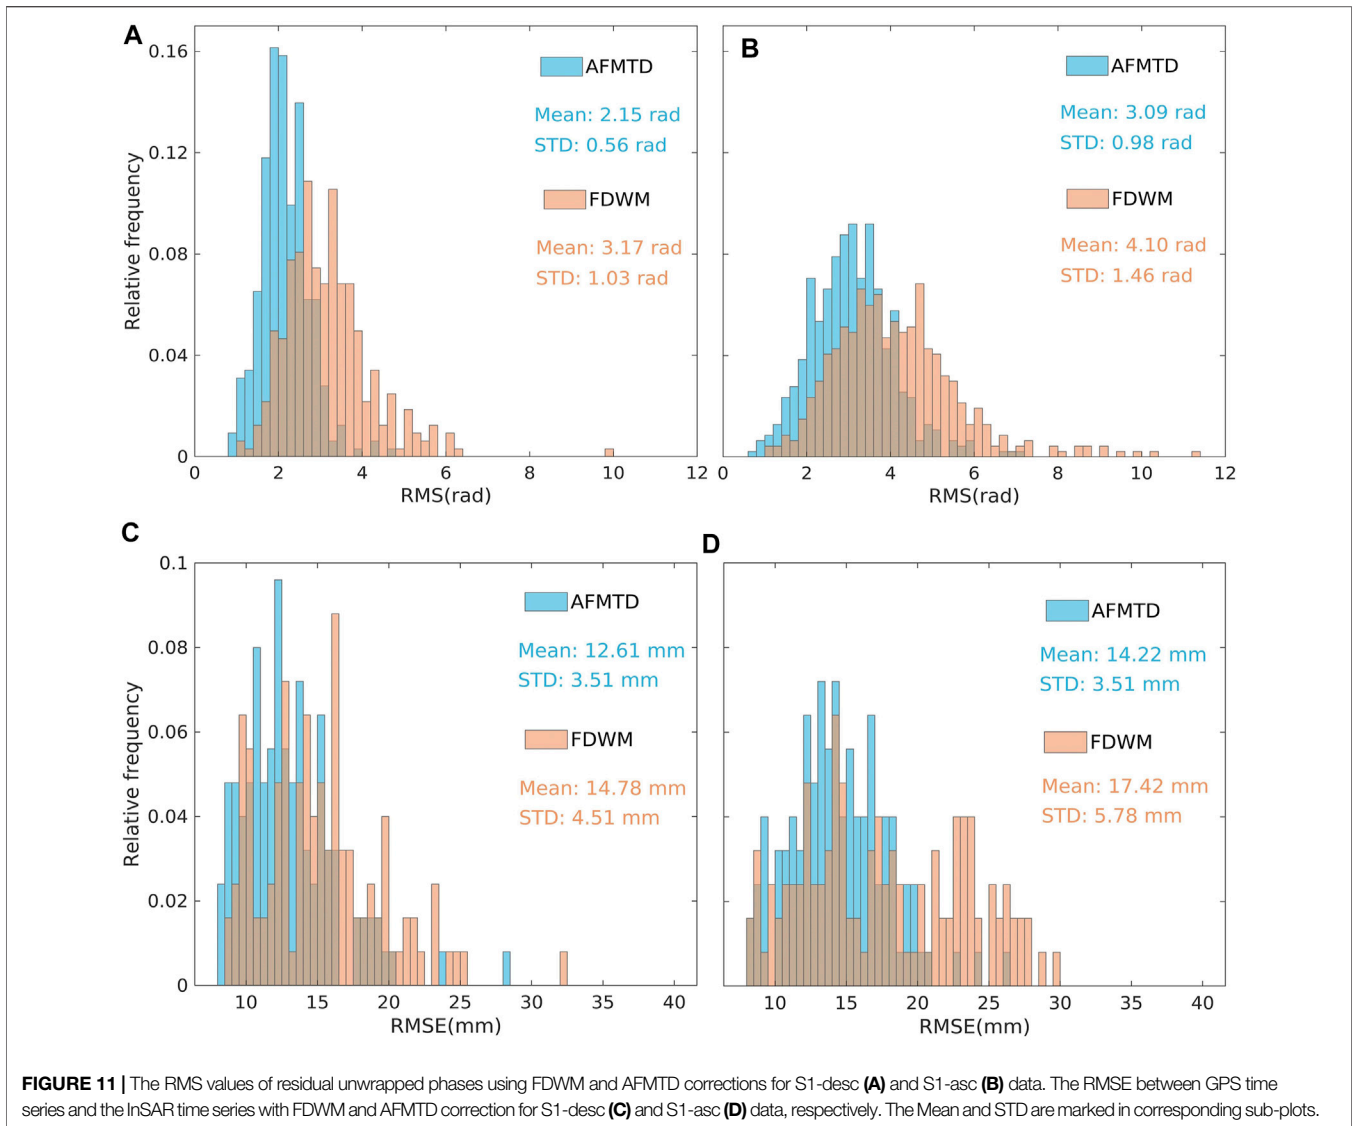 A
0.16
0.12
0.08
0.04
0
Relative frequency
AFMTD
Mean: 2.15 rad
STD: 0.56 rad
FDWM
Mean: 3.17 rad
STD: 1.03 rad
0 2 4 6 8 10 12
RMS(rad)
B
AFMTD
Mean: 3.09 rad
STD: 0.98 rad
FDWM
Mean: 4.10 rad
STD: 1.46 rad
0 2 4 6 8 10 12
RMS(rad)
C
0.1
0.08
0.06
0.04
0.02
0
Relative frequency
AFMTD
Mean: 12.61 mm
STD: 3.51 mm
FDWM
Mean: 14.78 mm
STD: 4.51 mm
10 15 20 25 30 35 40
RMSE(mm)
D
AFMTD
Mean: 14.22 mm
STD: 3.51 mm
FDWM
Mean: 17.42 mm
STD: 5.78 mm
10 15 20 25 30 35 40
RMSE(mm)
FIGURE 11 | The RMS values of residual unwrapped phases using FDWM and AFMTD corrections for S1-desc (A) and S1-asc (B) data. The RMSE between GPS time
series and the InSAR time series with FDWM and AFMTD correction for S1-desc (C) and S1-asc (D) data, respectively. The Mean and STD are marked in corresponding sub-plots.